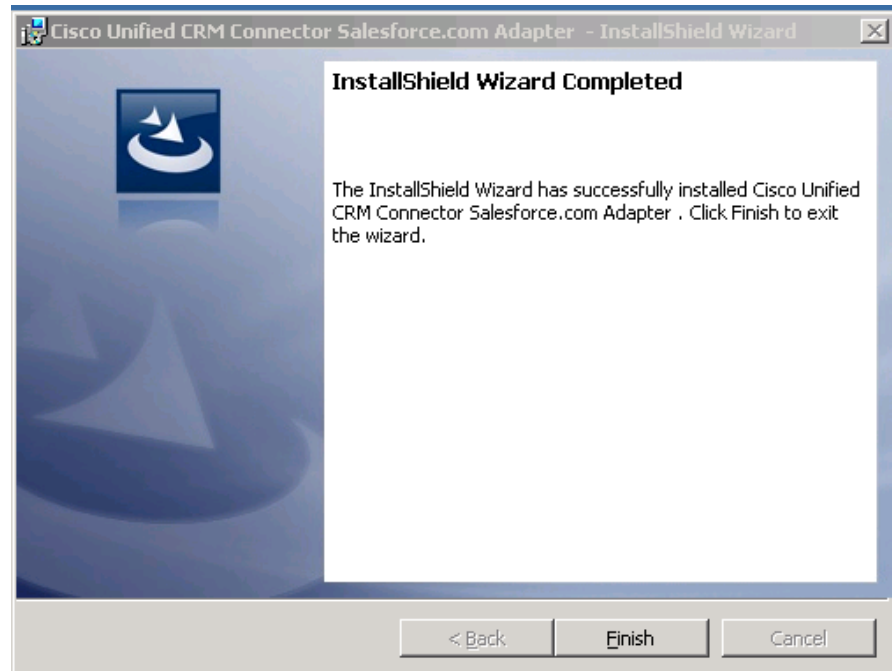 Cisco Unified CRM Connector Salesforce.com Adapter - InstallShield Wizard
InstallShield Wizard Completed
The InstallShield Wizard has successfully installed Cisco Unified
CRM Connector Salesforce.com Adapter . Click Finish to exit
the wizard.
< Back
Finish
Cancel